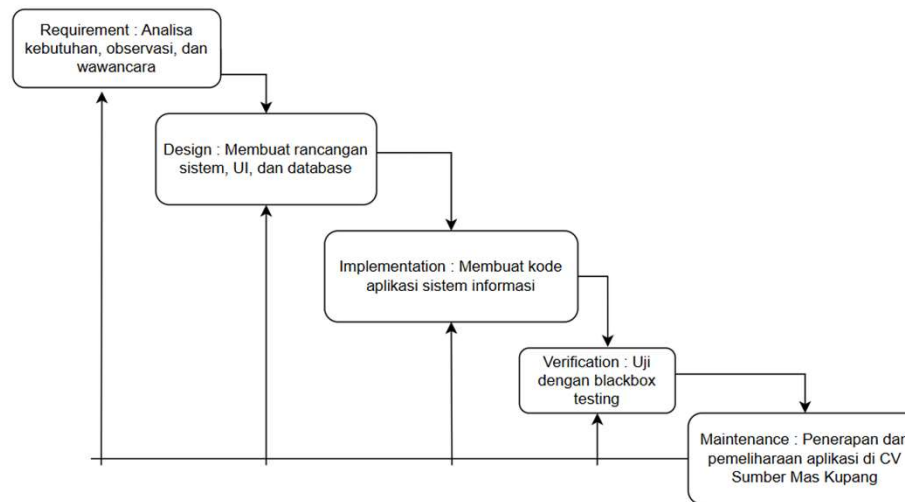 Requirement : Analisa
kebutuhan, observasi, dan
wawancara
Design : Membuat rancangan
sistem, UI, dan database
Implementation : Membuat kode
aplikasi sistem informasi
Verification : Uji
dengan blackbox
testing
Maintenance : Penerapan dan
pemeliharaan aplikasi di CV
Sumber Mas Kupang